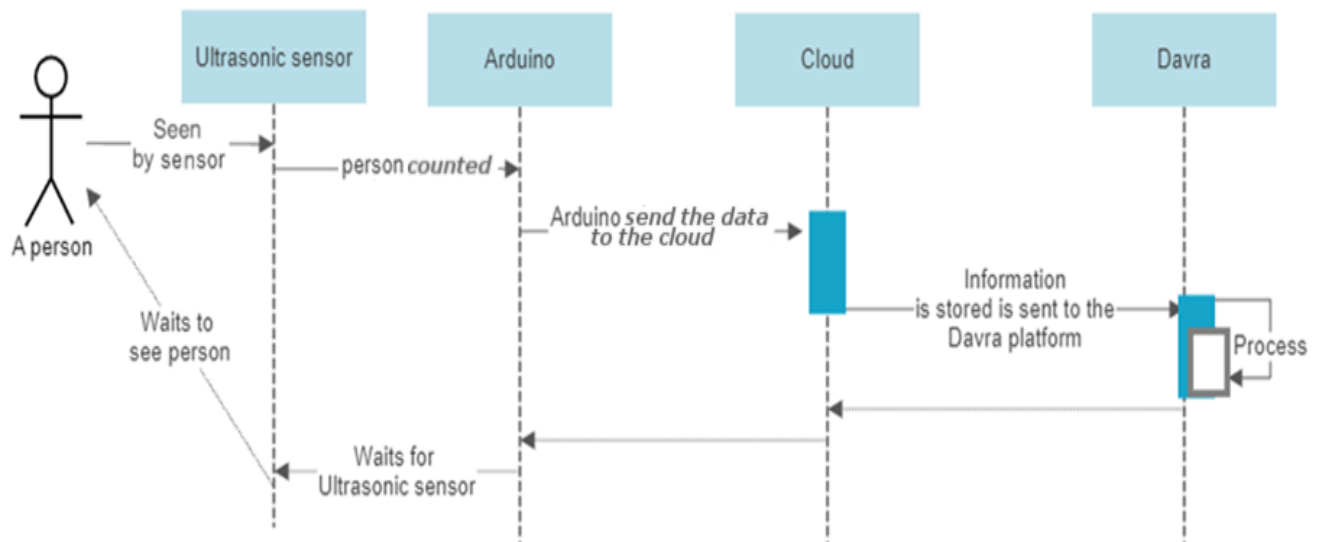 Ultrasonic sensor
Arduino
Cloud
Davra
Seen
by sensor
person counted
A person
Arduino send the data
to the cloud
Information
is stored is sent to the
Davra platform
Waits to
see person
Process
Waits for
Ultrasonic sensor